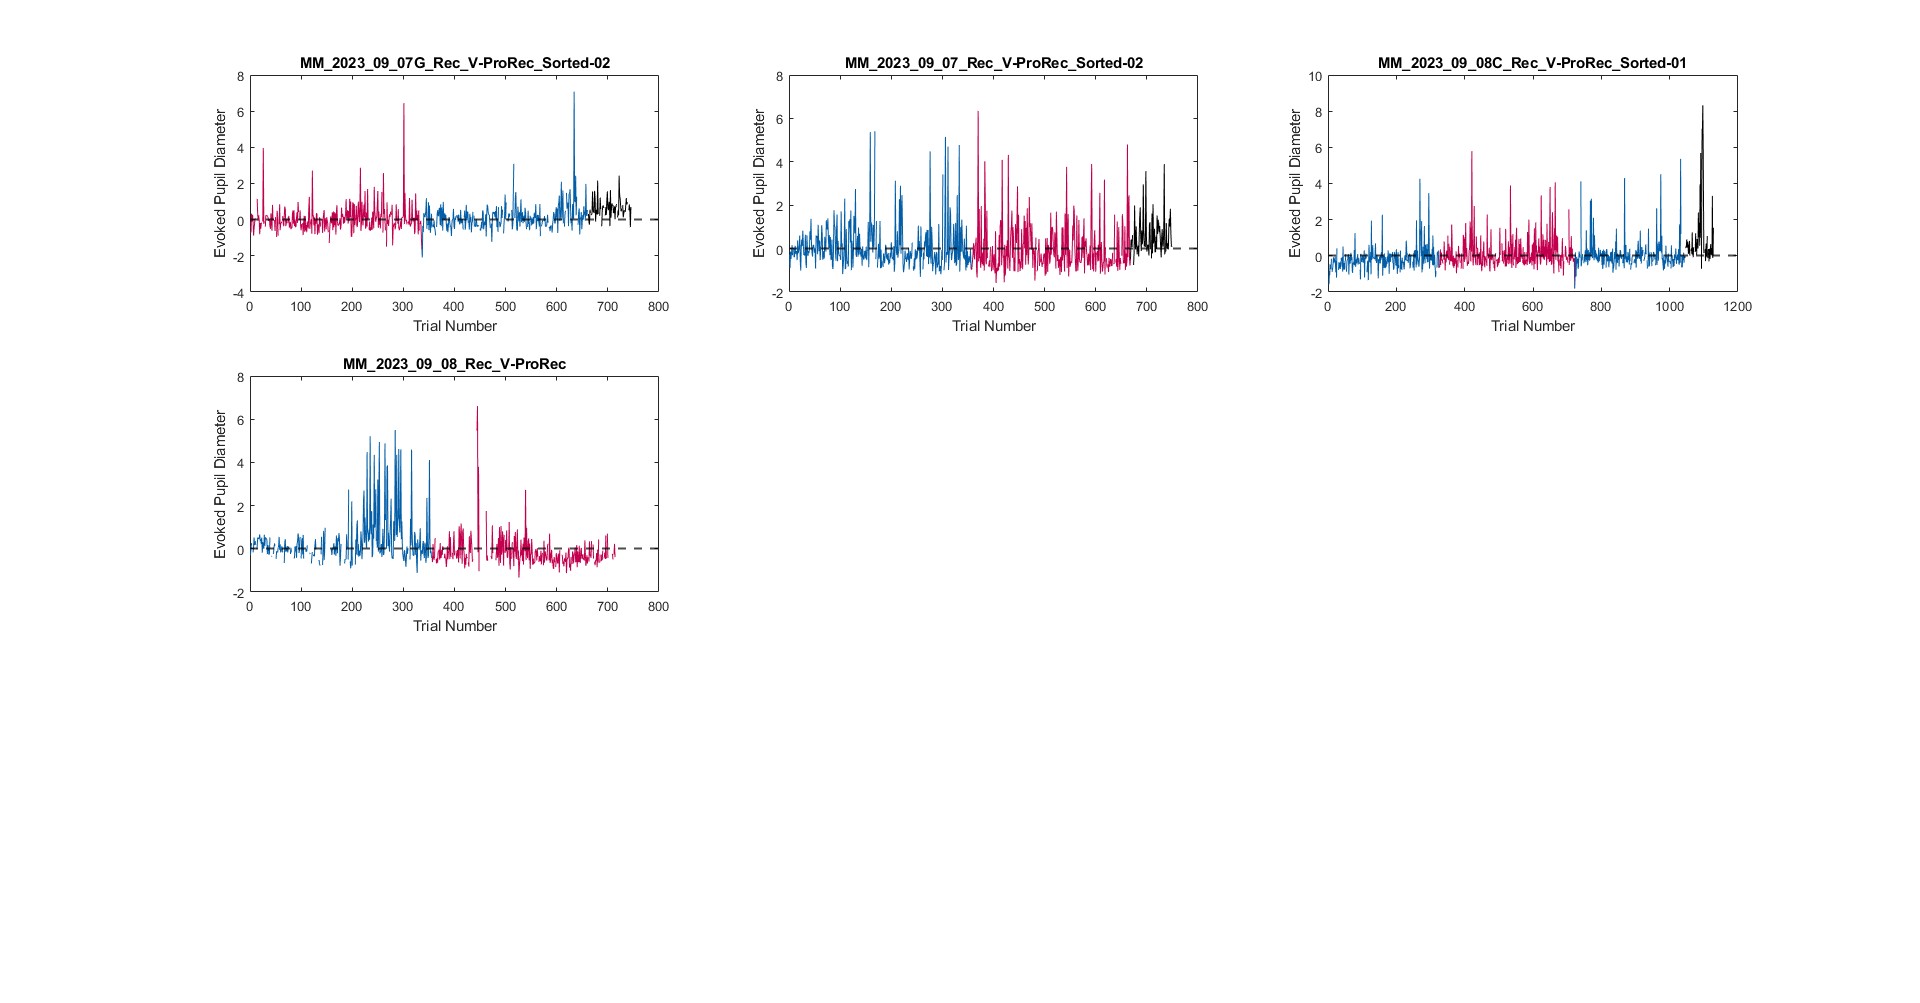 MM_2023_09_07G_Rec_V-ProRec_Sorted-02
8
6
4
2
0
-2
-4
Evoked Pupil Diameter
0 100 200 300 400 500 600 700 800
Trial Number
MM_2023_09_07_Rec_V-ProRec_Sorted-02
8
6
4
2
0
-2
Evoked Pupil Diameter
0 100 200 300 400 500 600 700 800
Trial Number
MM_2023_09_08C_Rec_V-ProRec_Sorted-01
10
8
6
4
2
0
-2
Evoked Pupil Diameter
0 200 400 600 800 1000 1200
Trial Number
MM_2023_09_08_Rec_V-ProRec
8
6
4
2
0
-2
Evoked Pupil Diameter
0 100 200 300 400 500 600 700 800
Trial Number